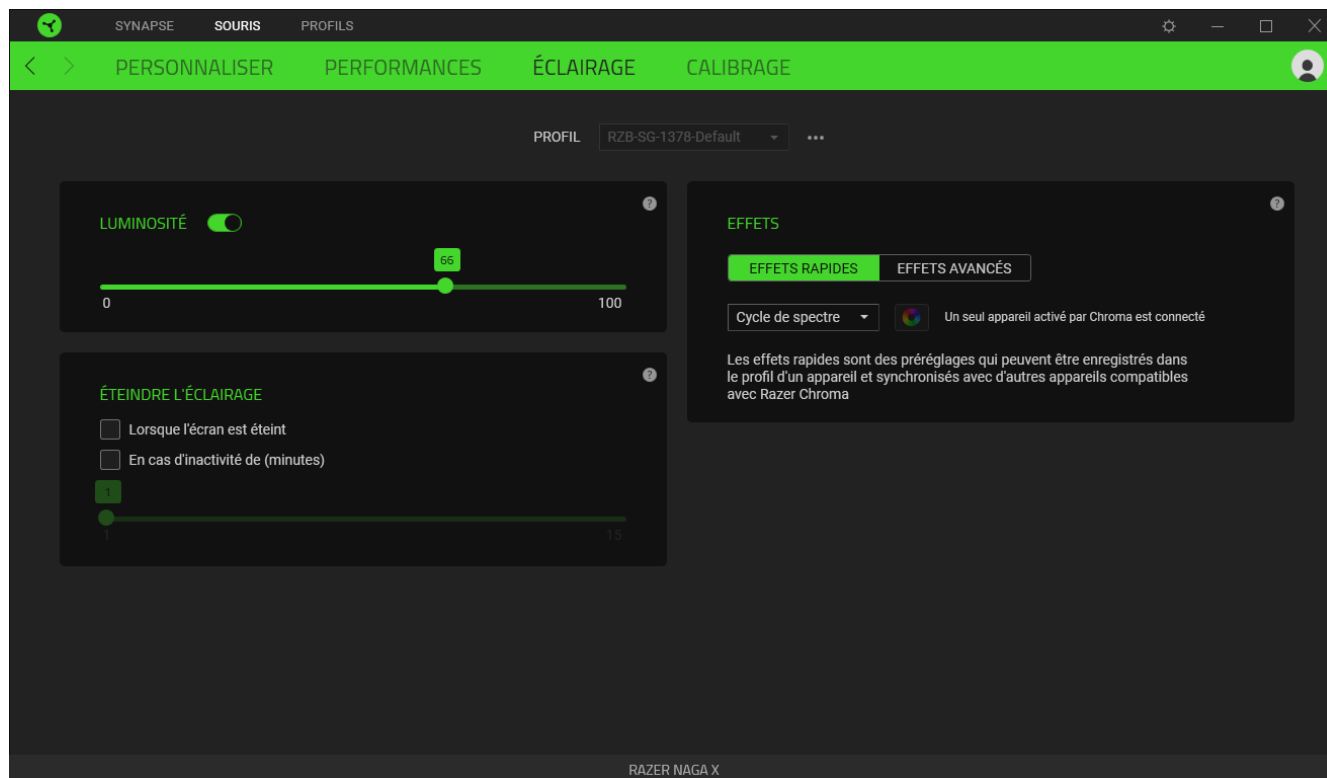 SYNAPSE SOURIS PROFILS
PERSONNALISER PERFORMANCES ÉCLAIRAGE CALIBRAGE
PROFIL RZB-SG-1378-Default
LUMINOSITÉ
66
0 100
ÉTEINDRE L'ÉCLAIRAGE
Lorsque l'écran est éteint
En cas d'inactivité de (minutes)
1
1 15
EFFETS
EFFETS RAPIDES EFFETS AVANCÉS
Cycle de spectre Un seul appareil activé par Chroma est connecté
Les effets rapides sont des préréglages qui peuvent être enregistrés dans
le profil d'un appareil et synchronisés avec d'autres appareils compatibles
avec Razer Chroma
RAZER NAGA X